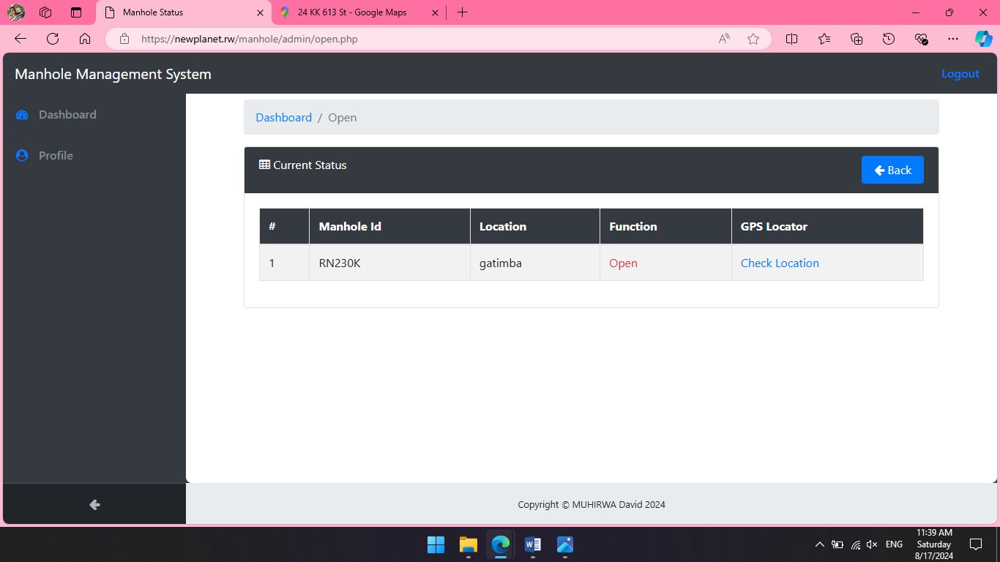 Manhole Status
24 KK 613 St - Google Maps
https://newplanet.rw/manhole/admin/open.php
Manhole Management System
Logout
Dashboard
Profile
Dashboard / Open
Current Status
Back
# Manhole Id Location Function GPS Locator
1 RN230K gatimba Open Check Location
Copyright © MUHIRWA David 2024
ENG
11:39 AM
Saturday
8/17/2024